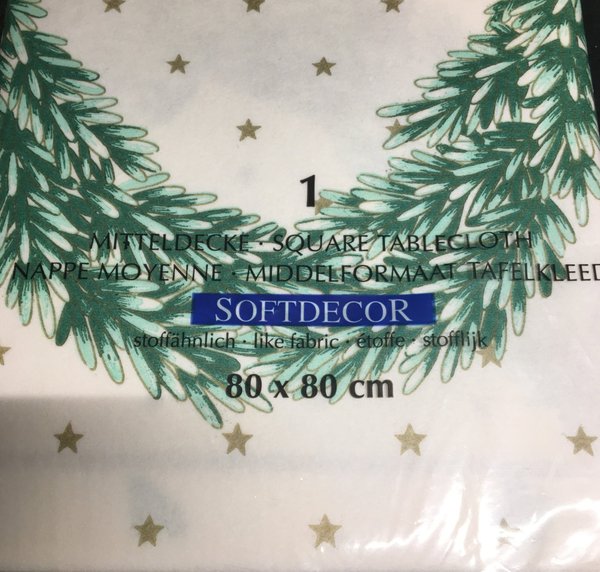 1
MITTELDECKE · SQUARE TABLECLOTH
NAPPE MOYENNE · MIDDELFORMAAT TAFELKLEED
SOFTDECOR
stoffähnlich · like fabric · étoffe · stofflijk
80 x 80 cm